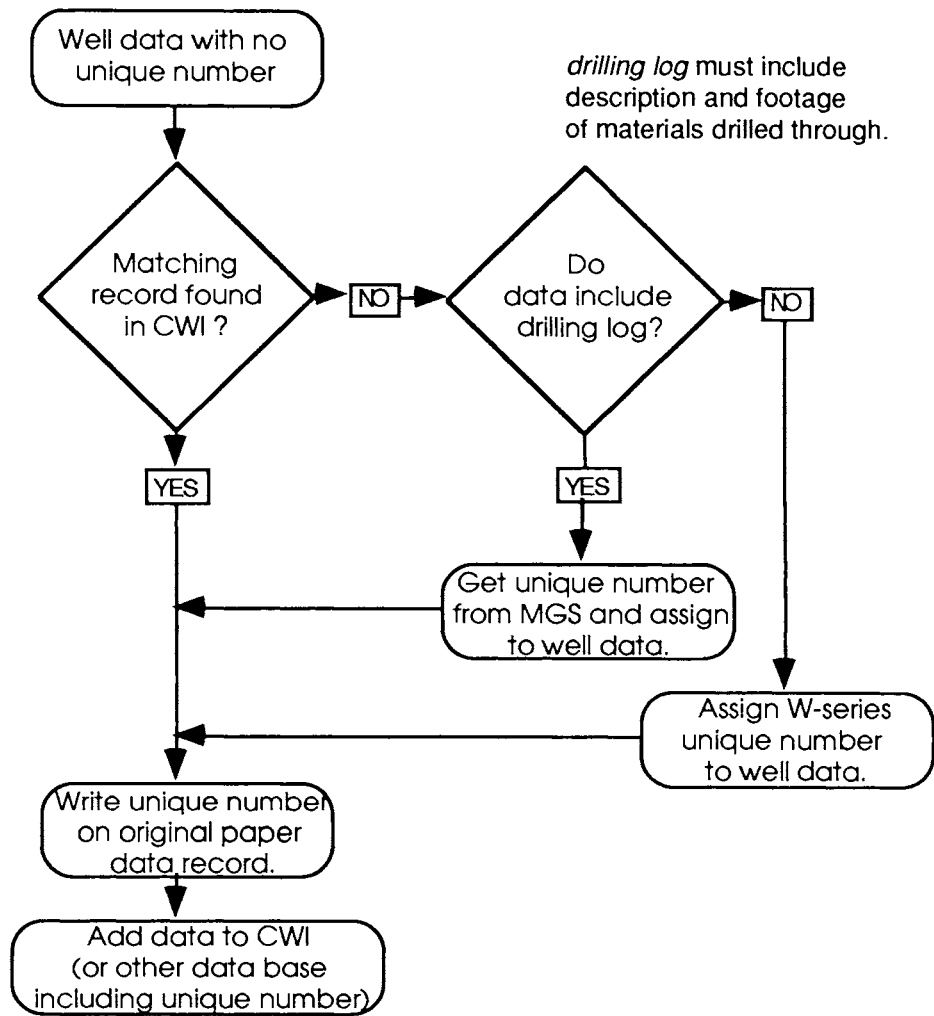 Well data with no
unique number
drilling log must include
description and footage
of materials drilled through.
Matching
record found
in CWI ?
NO
Do
data include
drilling log?
NO
YES
YES
Get unique number
from MGS and assign
to well data.
Assign W-series
unique number
to well data.
Write unique number
on original paper
data record.
Add data to CWI
(or other data base
including unique number)